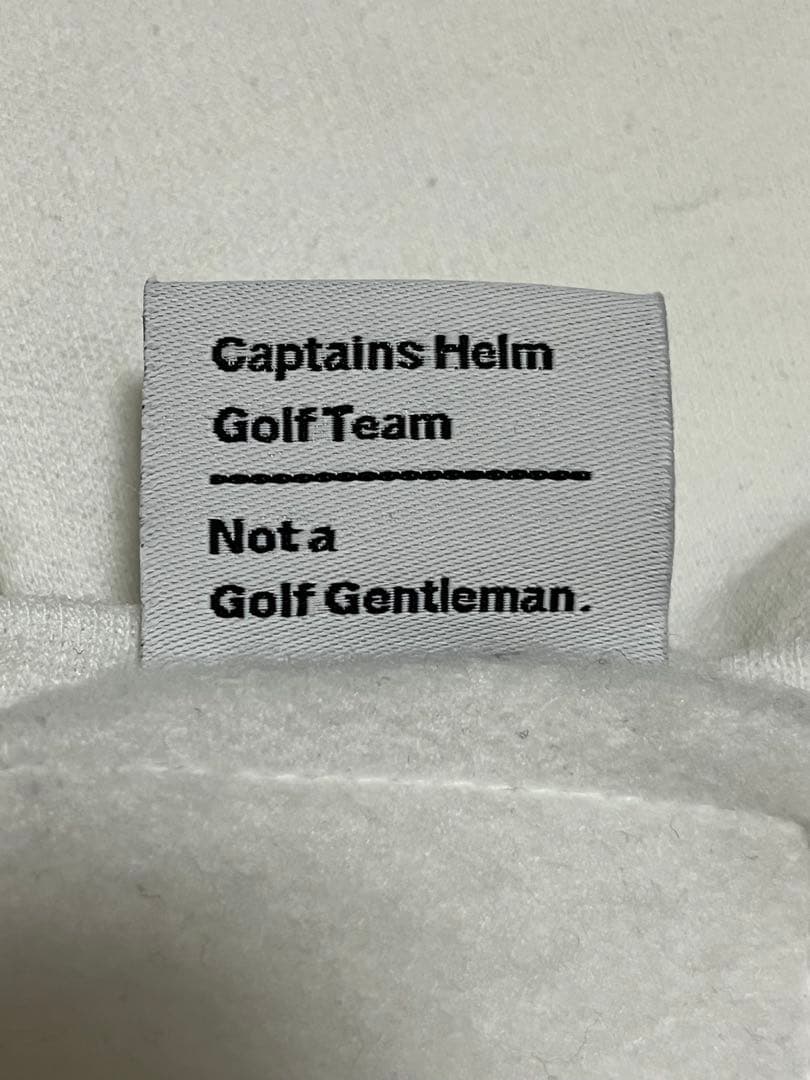 Captains Helm
Golf Team
Not a
Golf Gentleman.